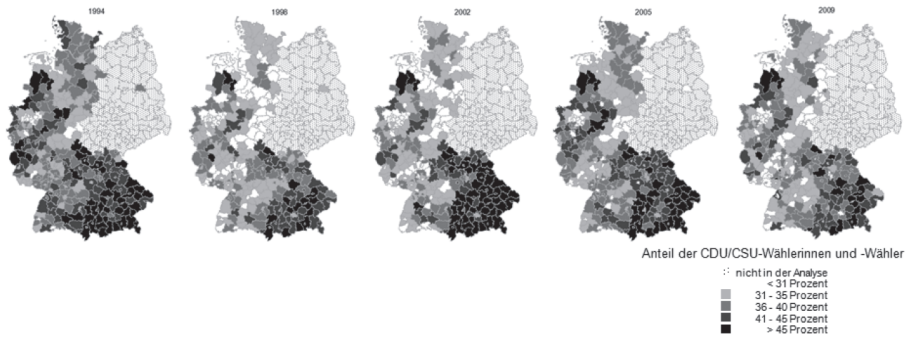 1994
1998
2002
2005
2009
Anteil der CDU/CSU-Wählerinnen und -Wähler
nicht in der Analyse
< 31 Prozent
31 - 35 Prozent
36 - 40 Prozent
41 - 45 Prozent
> 45 Prozent